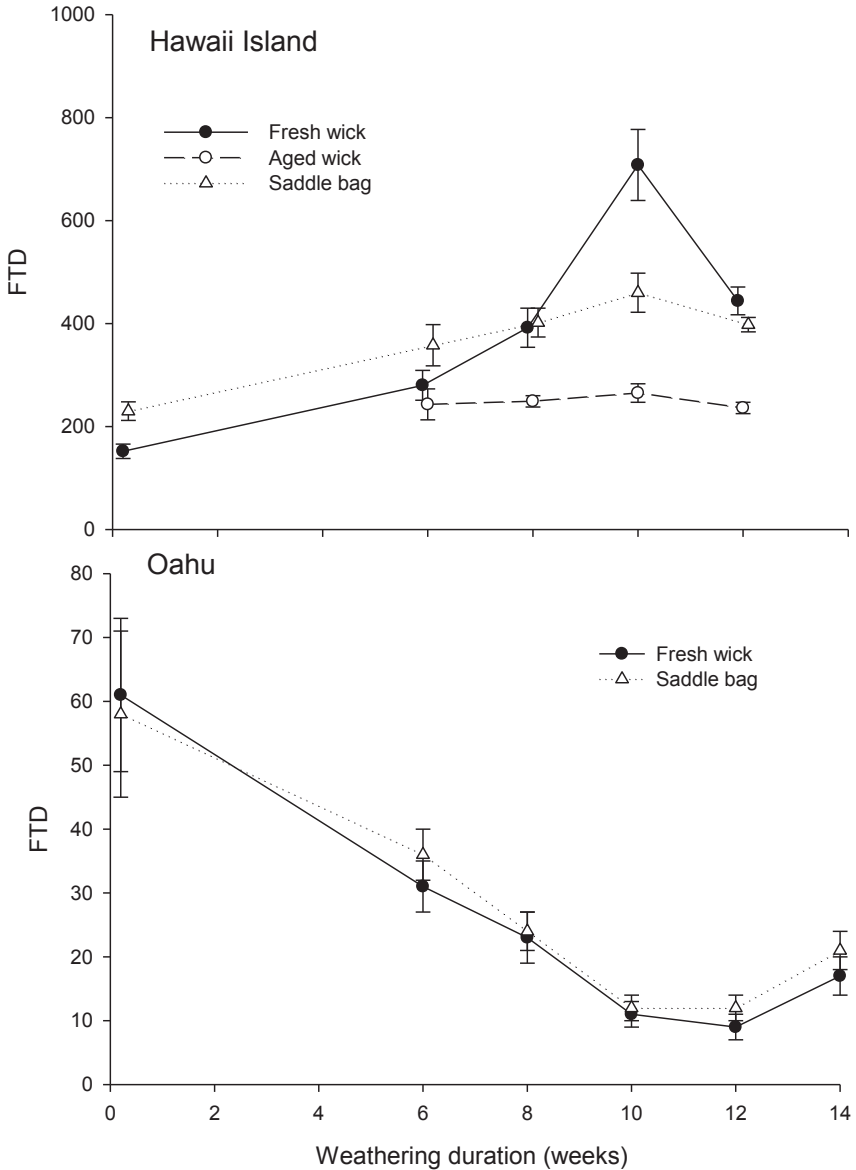 1000
Hawaii Island
800
Fresh wick
Aged wick
Saddle bag
600
FTD
400
200
0
Oahu
80
70
Fresh wick
Saddle bag
60
50
40
FTD
30
20
10
0
0 2 4 6 8 10 12 14
Weathering duration (weeks)